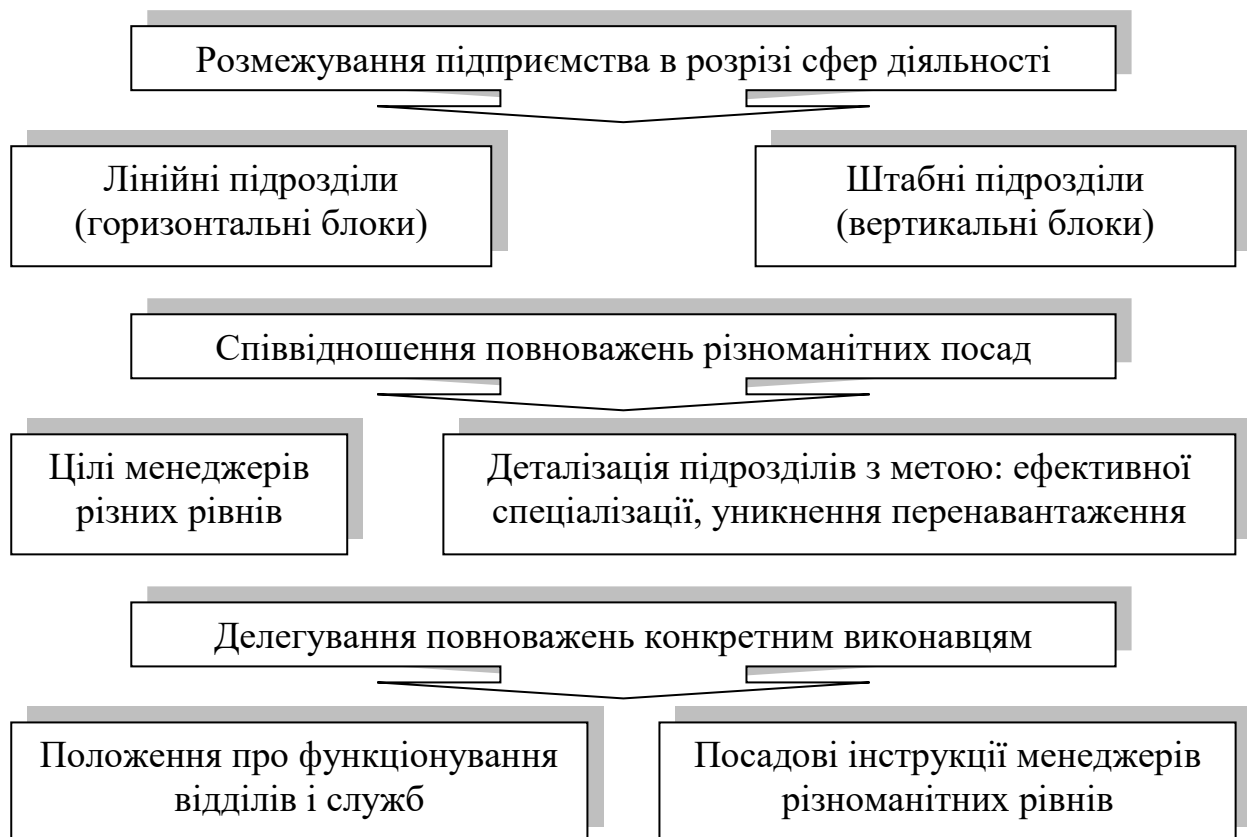 Розмежування підприємства в розрізі сфер діяльності
Лінійні підрозділи
(горизонтальні блоки)
Штабні підрозділи
(вертикальні блоки)
Співвідношення повноважень різноманітних посад
Цілі менеджерів
різних рівнів
Деталізація підрозділів з метою: ефективної
спеціалізації, уникнення перенавантаження
Делегування повноважень конкретним виконавцям
Положення про функціонування
відділів і служб
Посадові інструкції менеджерів
різноманітних рівнів